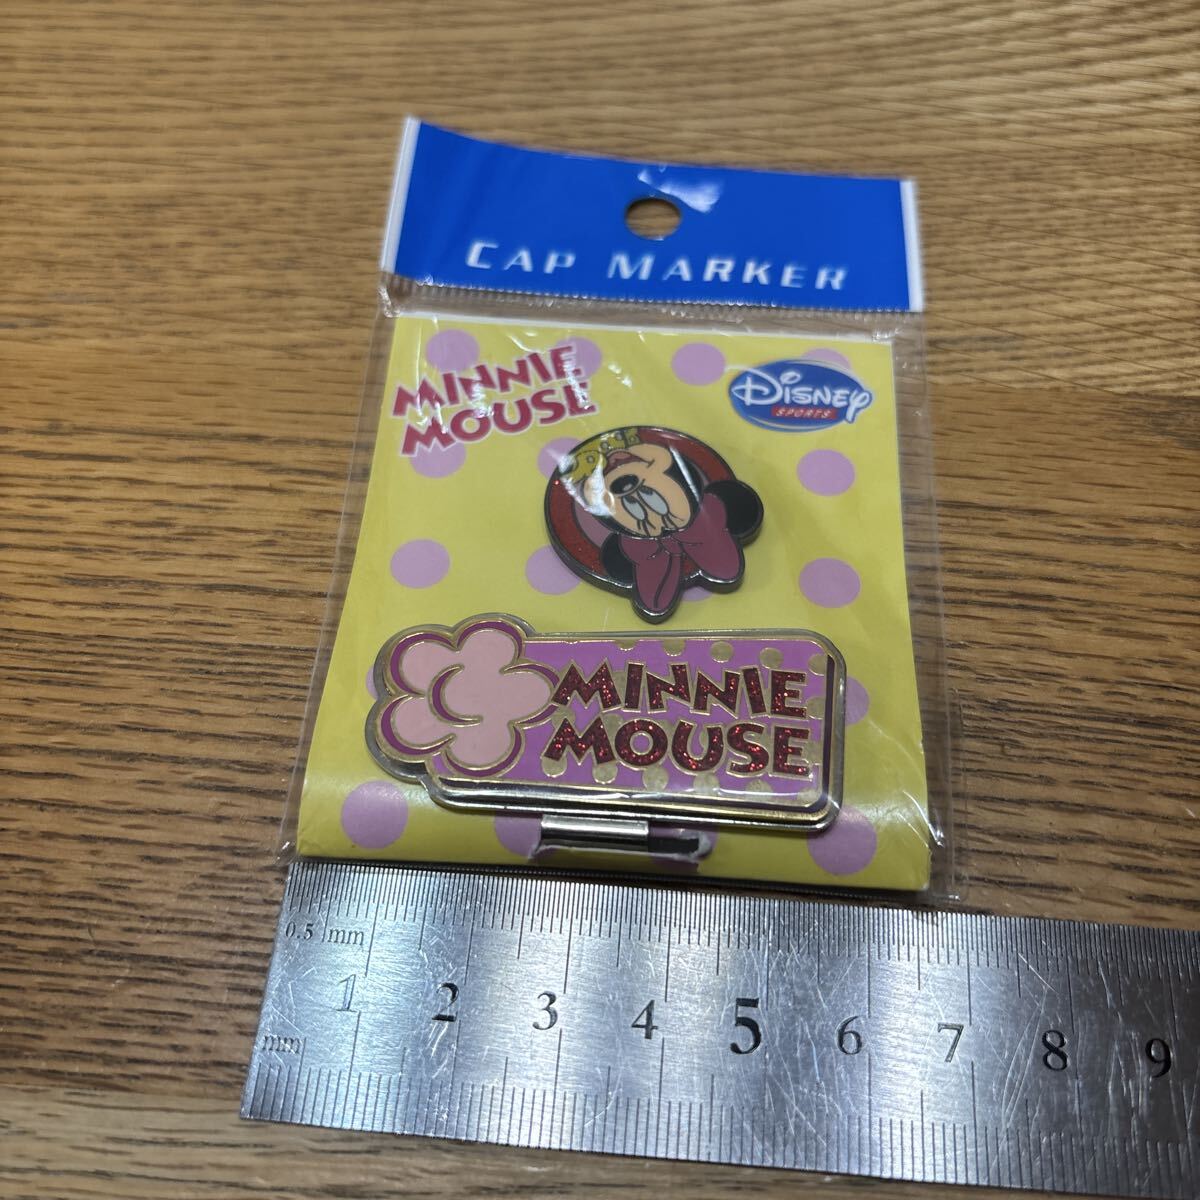 CAP MARKER
MINNIE
MOUSE
Disney
SPORTS
MINNIE
MOUSE
0.5 mm
1 2 3 4 5 6 7 8 9
mm